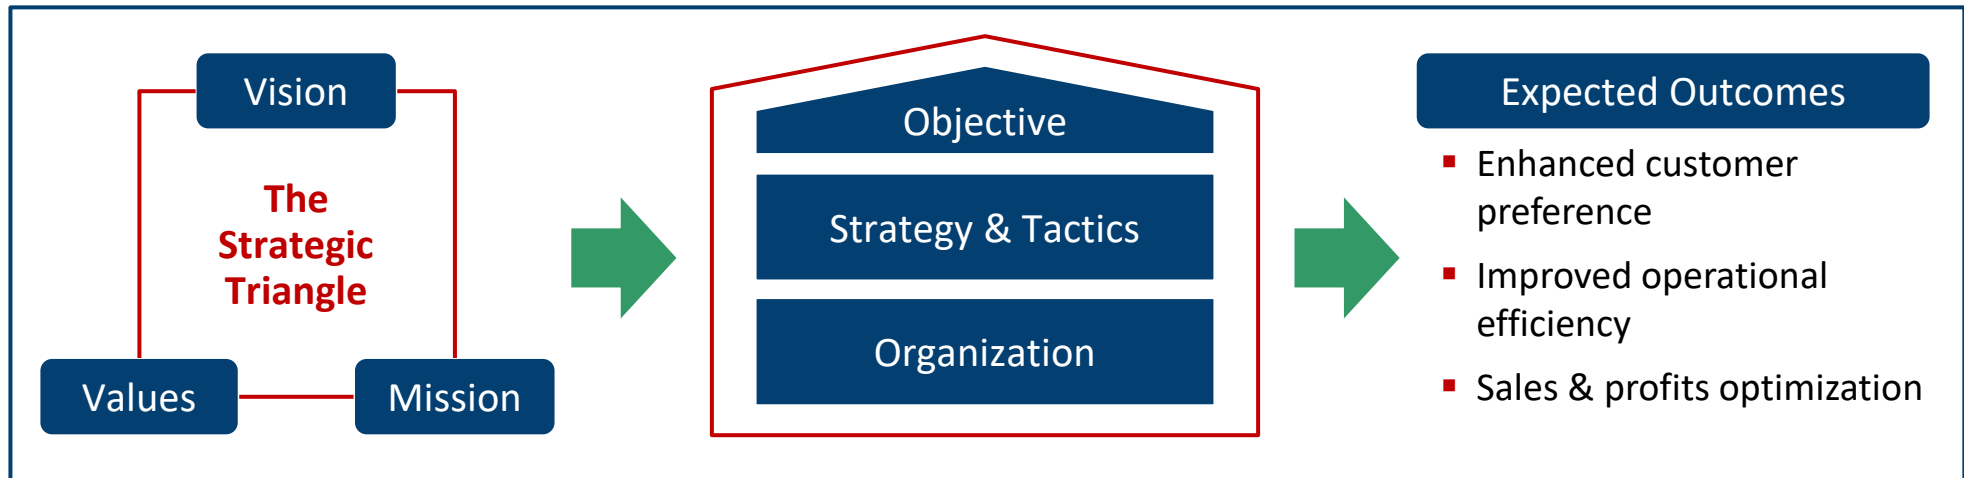 Vision
The
Strategic
Triangle
Values
Mission
Objective
Strategy & Tactics
Organization
Expected Outcomes
▪ Enhanced customer
preference
▪ Improved operational
efficiency
▪ Sales & profits optimization